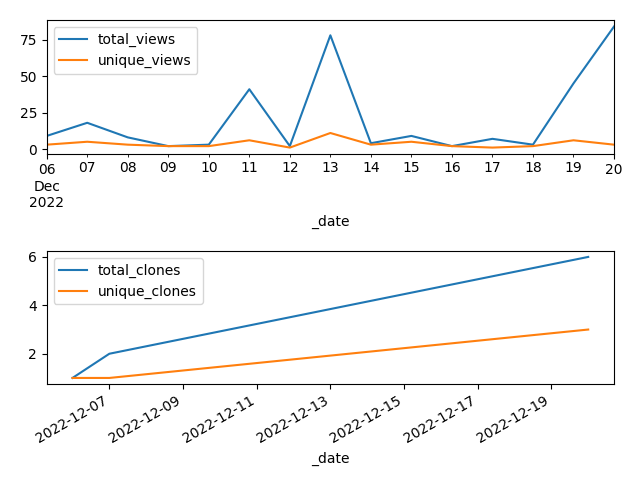 75
50
25
0
total_views
unique_views
06 07 08 09 10 11 12 13 14 15 16 17 18 19 20
Dec
2022
_date
6
4
2
total_clones
unique_clones
2022-12-07 2022-12-09 2022-12-11 2022-12-13 2022-12-15 2022-12-17 2022-12-19
_date